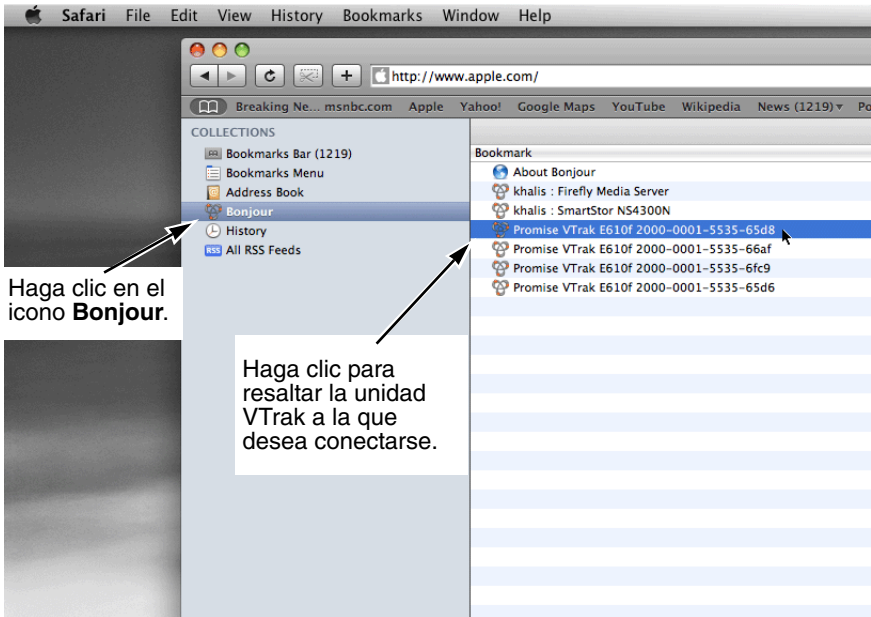 Safari File Edit View History Bookmarks Window Help
http://www.apple.com/
Breaking Ne... msnbc.com Apple Yahoo! Google Maps YouTube Wikipedia News (1219) Po
COLLECTIONS
Bookmarks Bar (1219)
Bookmarks Menu
Address Book
Bonjour
History
RSS All RSS Feeds
Bookmark
About Bonjour
khalis : Firefly Media Server
khalis : SmartStor NS4300N
Promise VTrak E610f 2000-0001-5535-65d8
Promise VTrak E610f 2000-0001-5535-66af
Promise VTrak E610f 2000-0001-5535-6fc9
Promise VTrak E610f 2000-0001-5535-65d6
Haga clic en el
icono Bonjour.
Haga clic para
resaltar la unidad
VTrak a la que
desea conectarse.